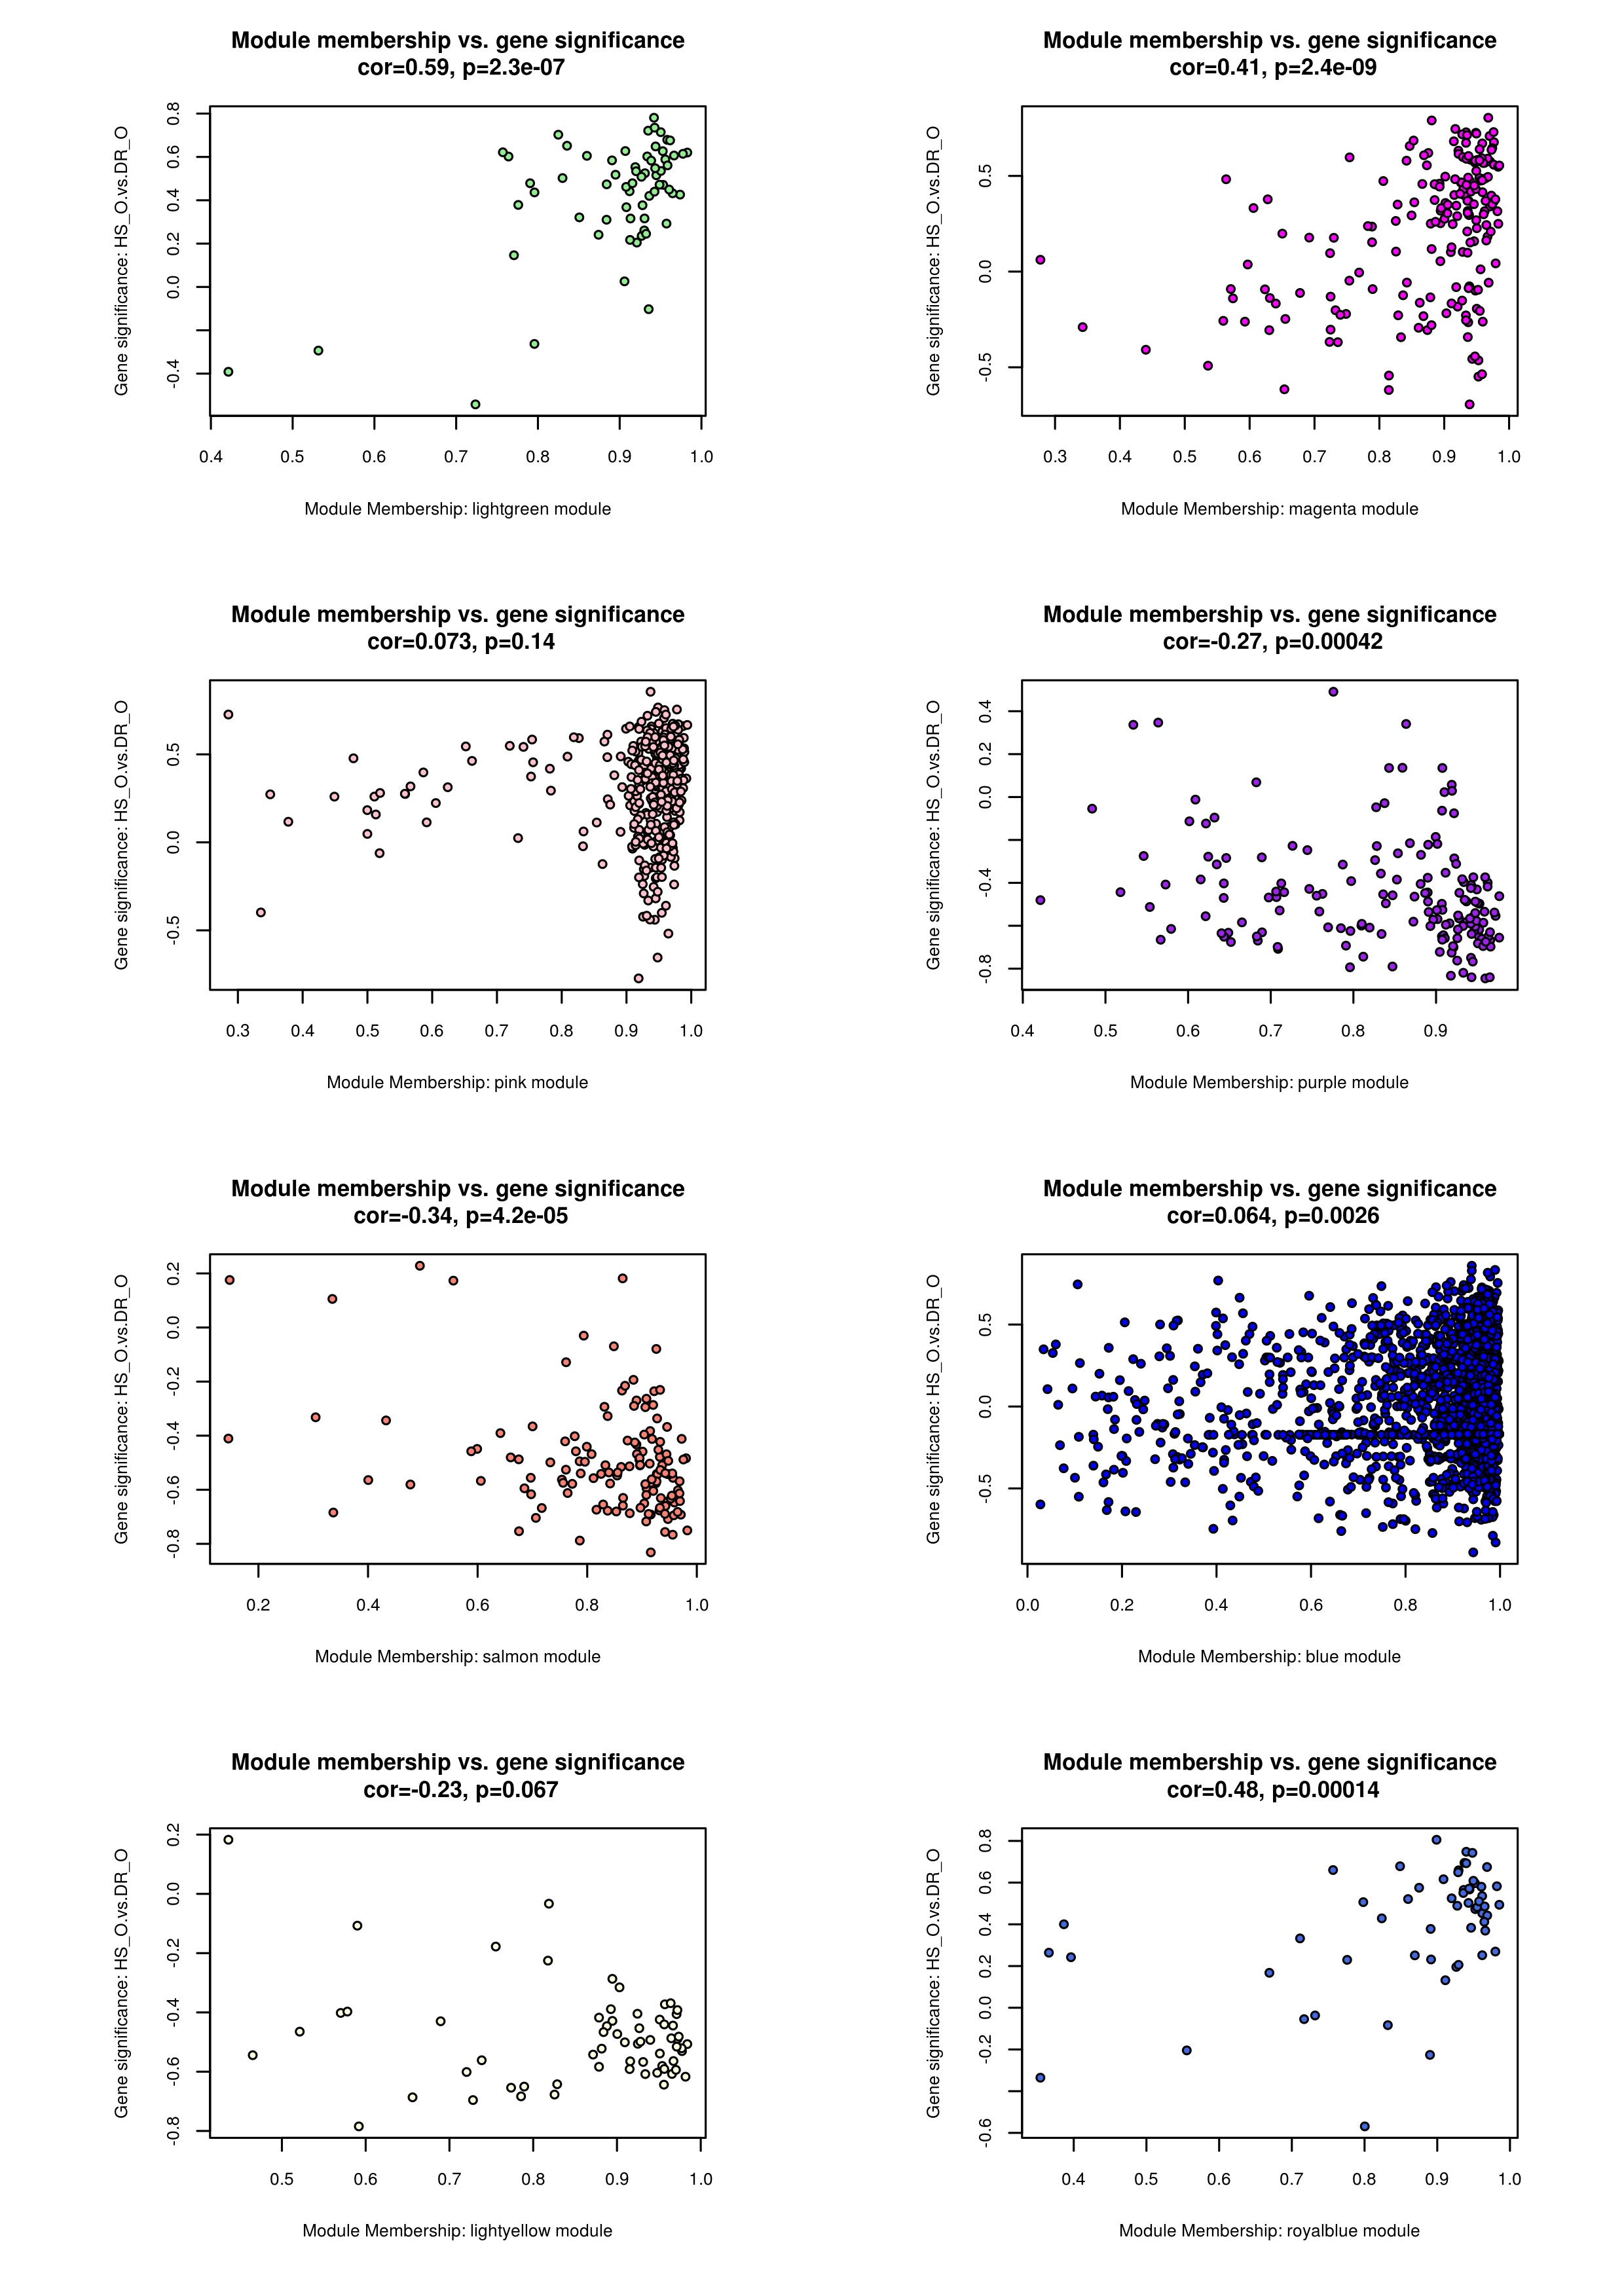 Module membership vs. gene significance
cor=0.59, p=2.3e-07
Gene significance: HS_O.vs.DR_O
0.8
0.6
0.4
0.2
0.0
-0.4
0.4 0.5 0.6 0.7 0.8 0.9 1.0
Module Membership: lightgreen module
Module membership vs. gene significance
cor=0.41, p=2.4e-09
Gene significance: HS_O.vs.DR_O
0.5
0.0
-0.5
0.3 0.4 0.5 0.6 0.7 0.8 0.9 1.0
Module Membership: magenta module
Module membership vs. gene significance
cor=0.073, p=0.14
Gene significance: HS_O.vs.DR_O
0.5
0.0
-0.5
0.3 0.4 0.5 0.6 0.7 0.8 0.9 1.0
Module Membership: pink module
Module membership vs. gene significance
cor=-0.27, p=0.00042
Gene significance: HS_O.vs.DR_O
0.4
0.2
0.0
-0.4
-0.8
0.4 0.5 0.6 0.7 0.8 0.9
Module Membership: purple module
Module membership vs. gene significance
cor=-0.34, p=4.2e-05
Gene significance: HS_O.vs.DR_O
0.2
0.0
-0.2
-0.4
-0.6
-0.8
0.2 0.4 0.6 0.8 1.0
Module Membership: salmon module
Module membership vs. gene significance
cor=0.064, p=0.0026
Gene significance: HS_O.vs.DR_O
0.5
0.0
-0.5
0.0 0.2 0.4 0.6 0.8 1.0
Module Membership: blue module
Module membership vs. gene significance
cor=-0.23, p=0.067
Gene significance: HS_O.vs.DR_O
0.2
0.0
-0.2
-0.4
-0.6
-0.8
0.5 0.6 0.7 0.8 0.9 1.0
Module Membership: lightyellow module
Module membership vs. gene significance
cor=0.48, p=0.00014
Gene significance: HS_O.vs.DR_O
0.8
0.6
0.4
0.2
0.0
-0.2
-0.6
0.4 0.5 0.6 0.7 0.8 0.9 1.0
Module Membership: royalblue module